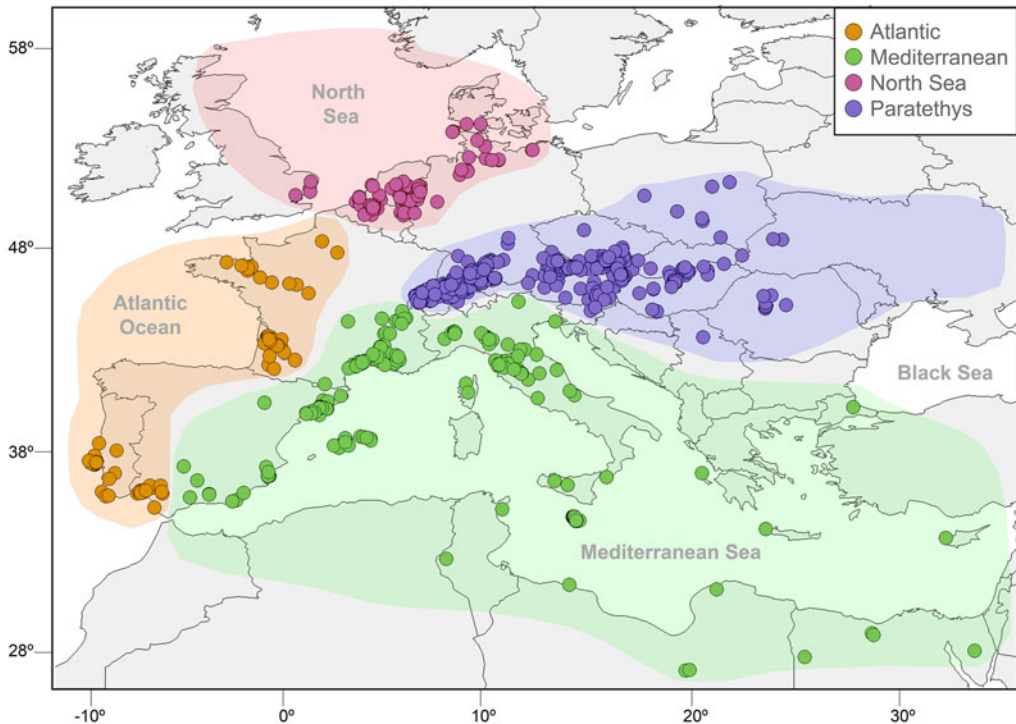 58º
48º
38º
28º
-10º
0º
10º
20º
30º
North
Sea
Atlantic
Ocean
Black Sea
Mediterranean Sea
Atlantic
Mediterranean
North Sea
Paratethys